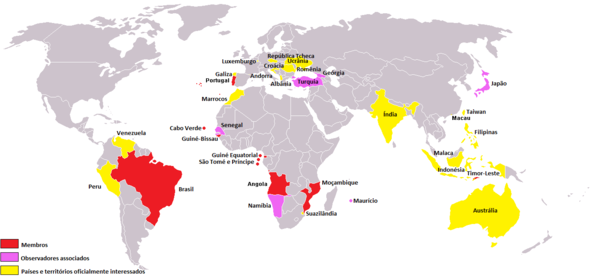 República Tcheca
Luxemburgo
Ucrânia
Croácia
Romênia
Galiza
Geórgia
Portugal
Andorra
Albânia
Turquia
Japão
Marrocos
Taiwan
Índia
Macau
Cabo Verde
Senegal
Filipinas
Venezuela
Guiné-Bissau
Guiné Equatorial
Malaca
São Tomé e Príncipe
Indonésia
Timor-Leste
Peru
Brasil
Angola
Moçambique
Namíbia
Maurício
Suazilândia
Austrália
Membros
Observadores associados
Países e territórios oficialmente interessados